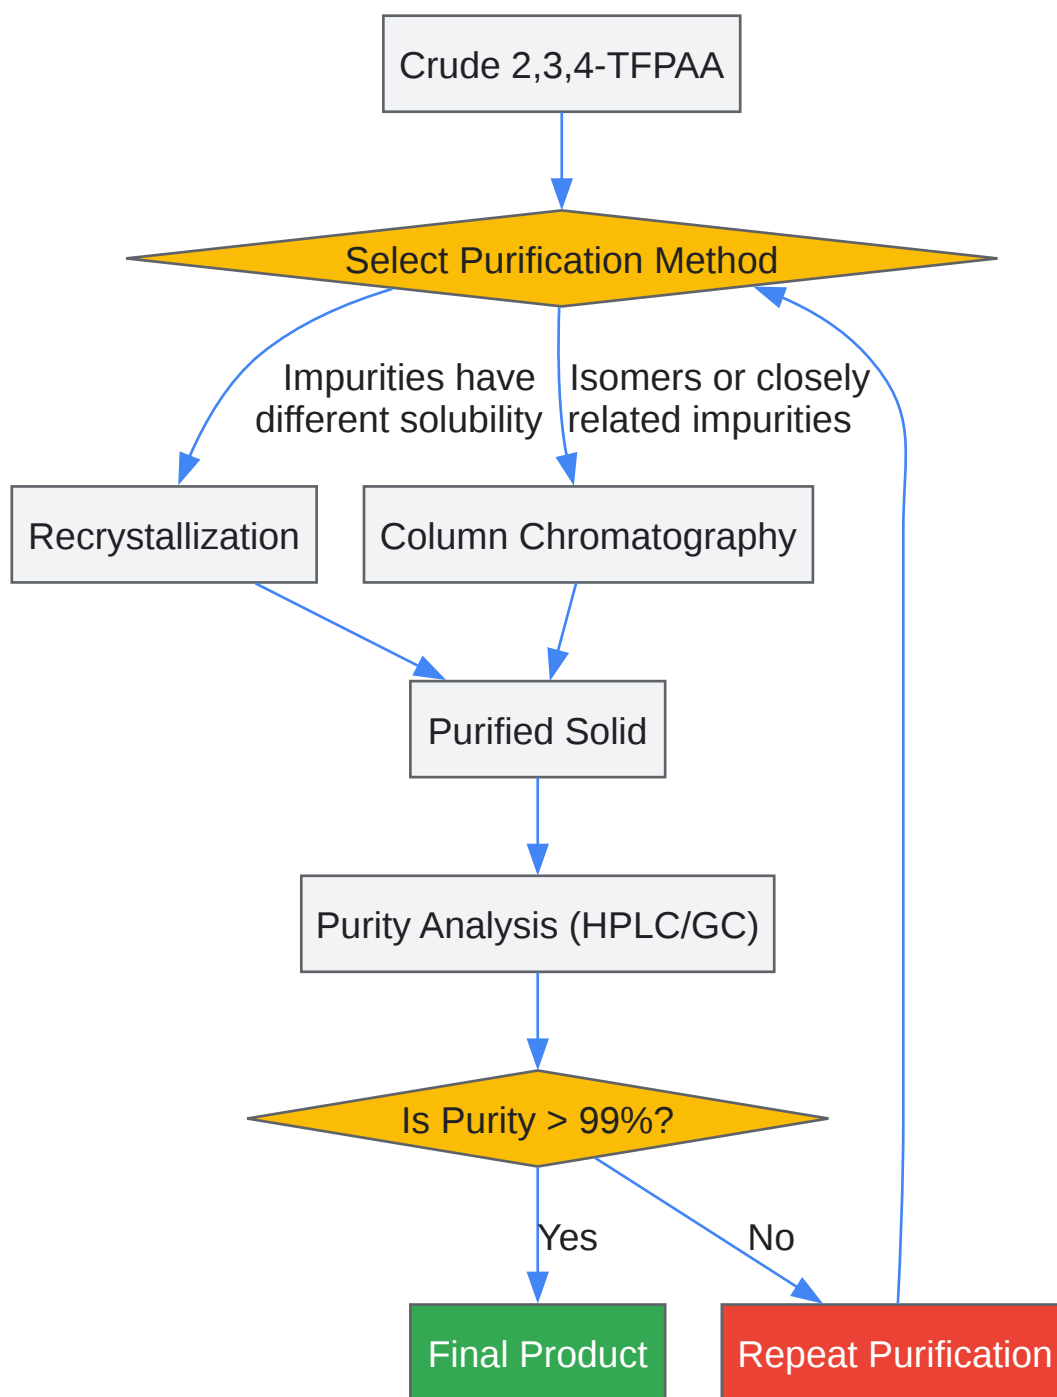 Crude 2,3,4-TFPAA
Select Purification Method
Impurities have
different solubility
Isomers or closely
related impurities
Recrystallization
Column Chromatography
Purified Solid
Purity Analysis (HPLC/GC)
Is Purity > 99%?
Yes
No
Final Product
Repeat Purification